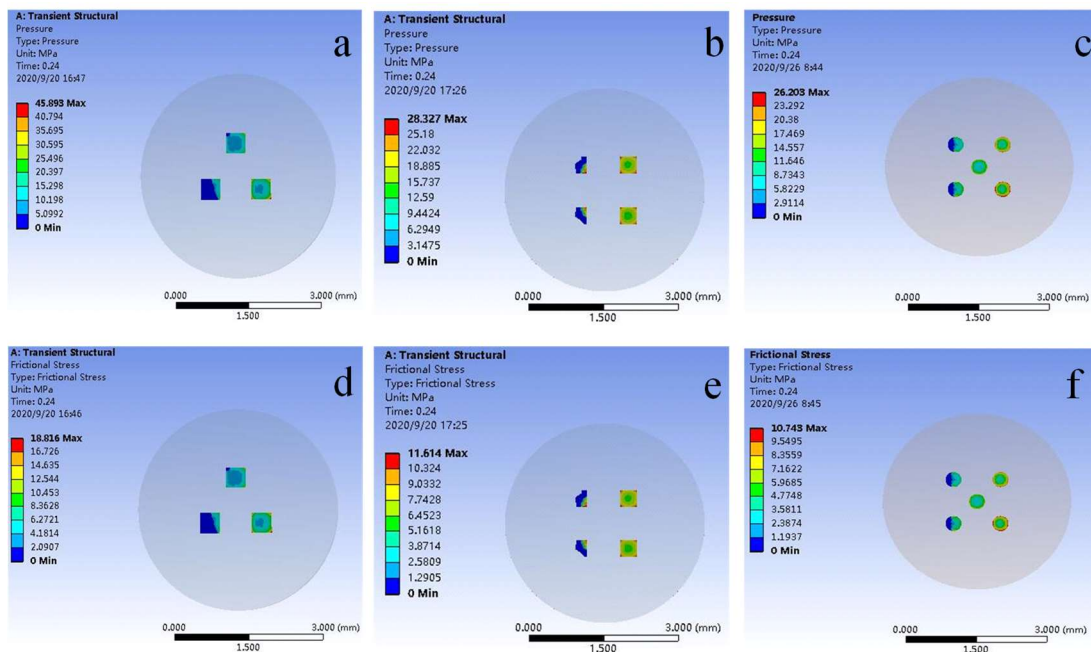 A: Transient Structural
Pressure
Type: Pressure
Unit: MPa
Time: 0.24
2020/9/20 16:47
a
45.893 Max
40.794
35.695
30.595
25.496
20.397
15.298
10.198
5.0992
0 Min
0.000
3.000 (mm)
1.500
A: Transient Structural
Pressure
Type: Pressure
Unit: MPa
Time: 0.24
2020/9/20 17:26
b
28.327 Max
25.18
22.032
18.885
15.737
12.59
9.4424
6.2949
3.1475
0 Min
0.000
3.000 (mm)
1.500
Pressure
Type: Pressure
Unit: MPa
Time: 0.24
2020/9/26 8:44
c
26.203 Max
23.292
20.38
17.469
14.557
11.646
8.7343
5.8229
2.9114
0 Min
0.000
3.000 (mm)
1.500
A: Transient Structural
Frictional Stress
Type: Frictional Stress
Unit: MPa
Time: 0.24
2020/9/20 16:46
d
18.816 Max
16.726
14.635
12.544
10.453
8.3628
6.2721
4.1814
2.0907
0 Min
0.000
3.000 (mm)
1.500
A: Transient Structural
Frictional Stress
Type: Frictional Stress
Unit: MPa
Time: 0.24
2020/9/20 17:25
e
11.614 Max
10.324
9.0332
7.7428
6.4523
5.1618
3.8714
2.5809
1.2905
0 Min
0.000
3.000 (mm)
1.500
Frictional Stress
Type: Frictional Stress
Unit: MPa
Time: 0.24
2020/9/26 8:45
f
10.743 Max
9.5495
8.3559
7.1622
5.9685
4.7748
3.5811
2.3874
1.1937
0 Min
0.000
3.000 (mm)
1.500